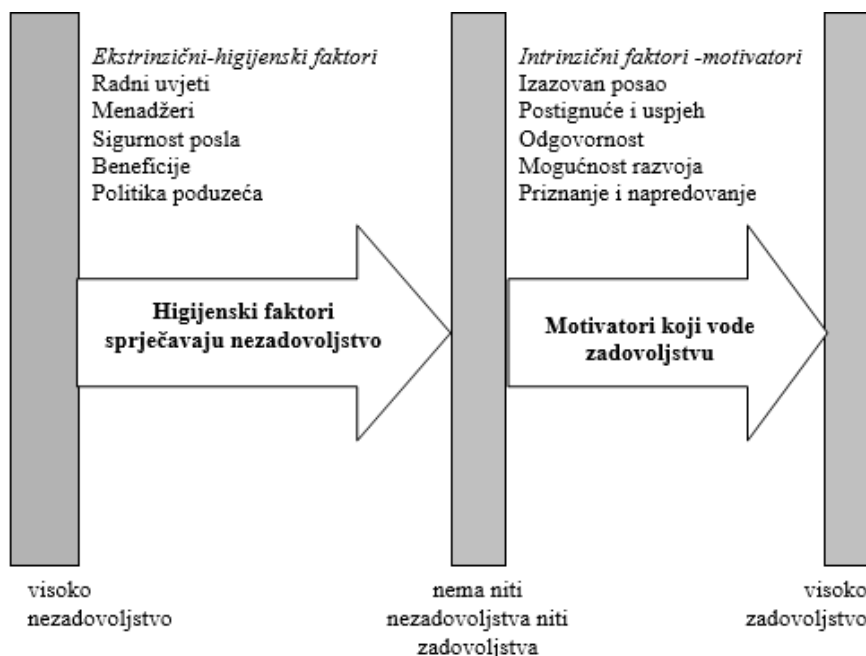 Ekstrinzični-higijenski faktori
Radni uvjeti
Menadžeri
Sigurnost posla
Beneficije
Politika poduzeća
Intrinzični faktori -motivatori
Izazovan posao
Postignuće i uspjeh
Odgovornost
Mogućnost razvoja
Priznanje i napredovanje
Higijenski faktori
sprječavaju nezadovoljstvo
Motivatori koji vode
zadovoljstvu
visoko
nezadovoljstvo
nema niti
nezadovoljstva niti
zadovoljstva
visoko
zadovoljstvo